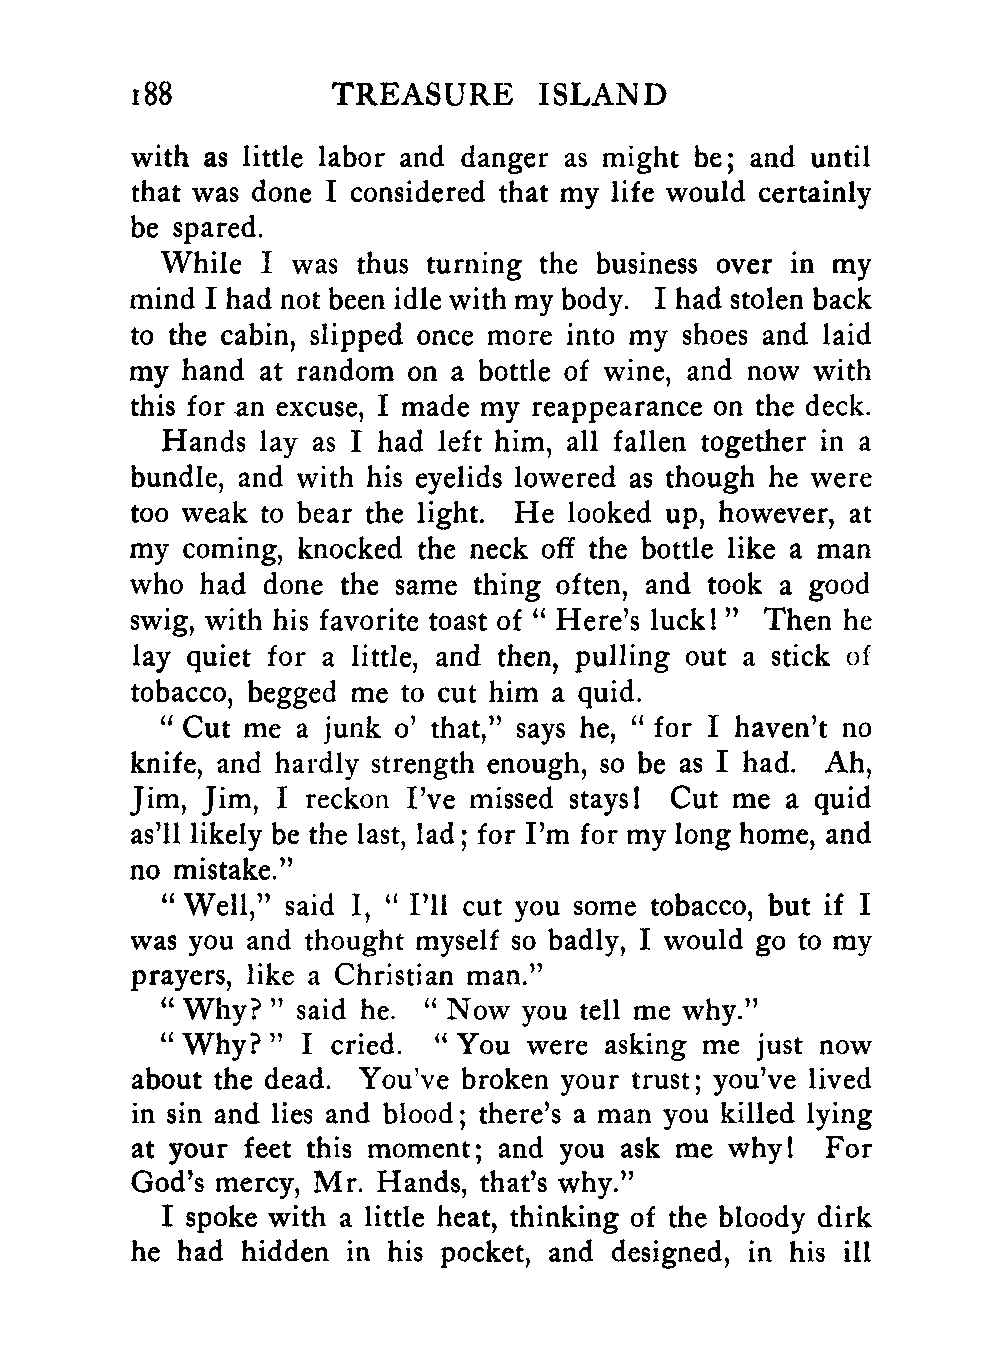 188 TREASURE ISLAND
with as little labor and danger as might be; and until
that was done I considered that my life would certainly
be spared.
While I was thus turning the business over in my
mind I had not been idle with my body. I had stolen back
to the cabin, slipped once more into my shoes and laid
my hand at random on a bottle of wine, and now with
this for an excuse, I made my reappearance on the deck.
Hands lay as I had left him, all fallen together in a
bundle, and with his eyelids lowered as though he were
too weak to bear the light. He looked up, however, at
my coming, knocked the neck off the bottle like a man
who had done the same thing often, and took a good
swig, with his favorite toast of “ Here’s luck! ” Then he
lay quiet for a little, and then, pulling out a stick of
tobacco, begged me to cut him a quid.
“ Cut me a junk o’ that,” says he, “ for I haven’t no
knife, and hardly strength enough, so be as I had. Ah,
Jim, Jim, I reckon I’ve missed stays! Cut me a quid
as’ll likely be the last, lad; for I’m for my long home, and
no mistake.”
“ Well,” said I, “ I’ll cut you some tobacco, but if I
was you and thought myself so badly, I would go to my
prayers, like a Christian man.”
“ Why? ” said he. “ Now you tell me why.”
“ Why? ” I cried. “ You were asking me just now
about the dead. You’ve broken your trust; you’ve lived
in sin and lies and blood; there’s a man you killed lying
at your feet this moment; and you ask me why! For
God’s mercy, Mr. Hands, that’s why.”
I spoke with a little heat, thinking of the bloody dirk
he had hidden in his pocket, and designed, in his ill